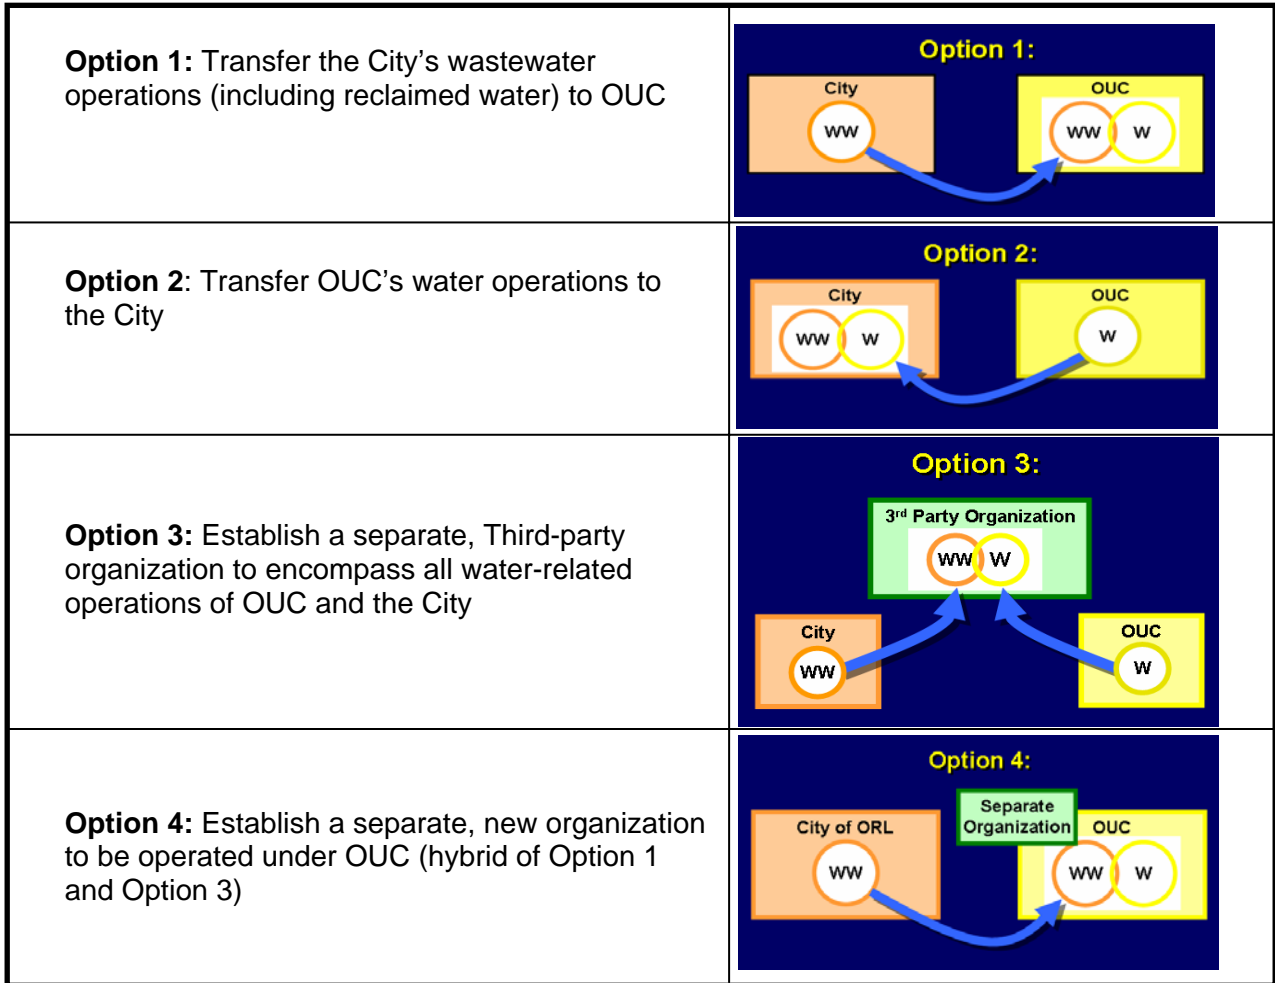 Option 1: Transfer the City’s wastewater
operations (including reclaimed water) to OUC
Option 1:
City
OUC
WW
WW
W
Option 2: Transfer OUC’s water operations to
the City
Option 2:
City
OUC
WW
W
W
Option 3: Establish a separate, Third-party
organization to encompass all water-related
operations of OUC and the City
Option 3:
3rd Party Organization
WW
W
City
OUC
WW
W
Option 4: Establish a separate, new organization
to be operated under OUC (hybrid of Option 1
and Option 3)
Option 4:
Separate
Organization
City of ORL
OUC
WW
WW
W